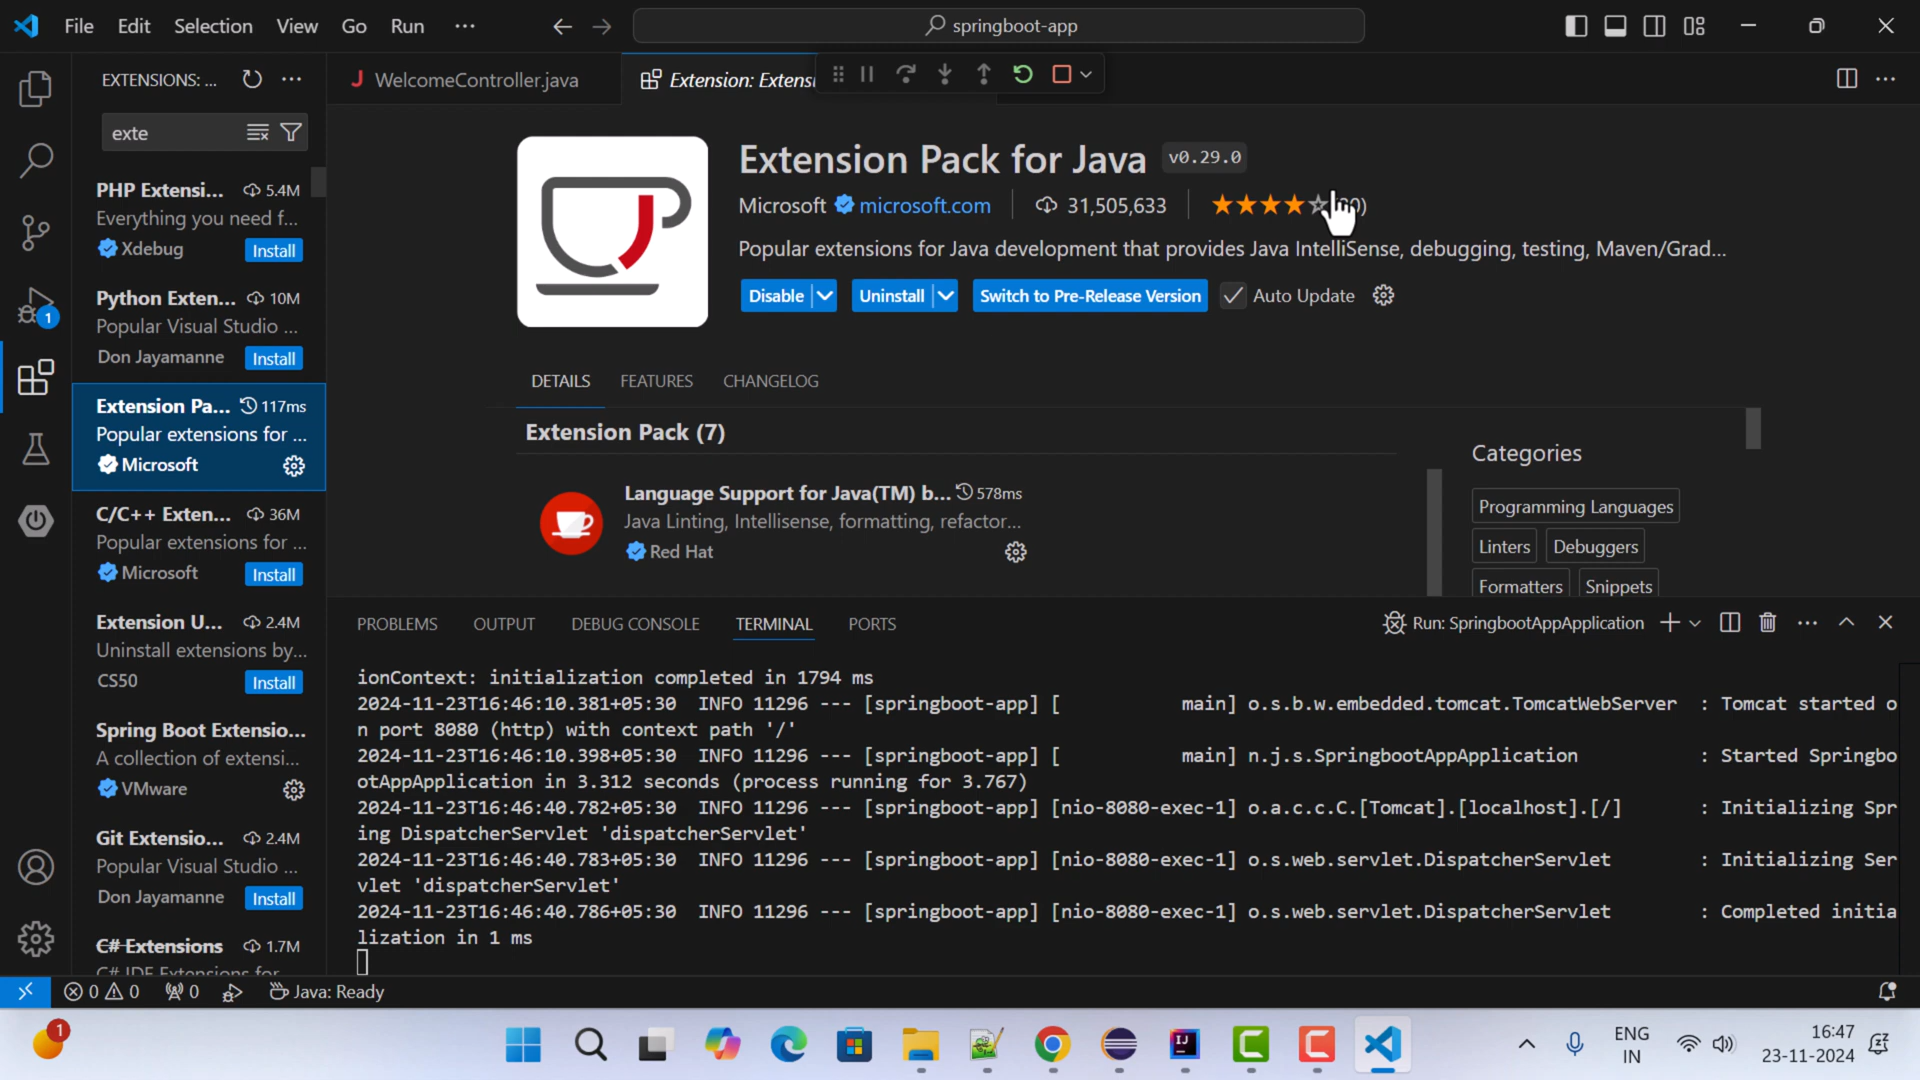 File Edit Selection View Go Run ···
springboot-app
EXTENSIONS: ...
WelcomeController.java
Extension: Extensi
exte
PHP Extensi... 5.4M
Everything you need f...
Xdebug Install
Python Exten... 10M
Popular Visual Studio ...
Don Jayamanne Install
Extension Pa... 117ms
Popular extensions for ...
Microsoft
C/C++ Exten... 36M
Popular extensions for ...
Microsoft Install
Extension U... 2.4M
Uninstall extensions by...
CS50 Install
Spring Boot Extensio...
A collection of extensi...
VMware
Git Extensio... 2.4M
Popular Visual Studio ...
Don Jayamanne Install
C# Extensions 1.7M
C# IDE Extensions for
1
Extension Pack for Java v0.29.0
Microsoft microsoft.com 31,505,633
Popular extensions for Java development that provides Java IntelliSense, debugging, testing, Maven/Grad...
Disable Uninstall Switch to Pre-Release Version Auto Update
DETAILS FEATURES CHANGELOG
Extension Pack (7)
Language Support for Java(TM) b... 578ms
Java Linting, Intellisense, formatting, refactor...
Red Hat
Categories
Programming Languages
Linters Debuggers
Formatters Snippets
PROBLEMS OUTPUT DEBUG CONSOLE TERMINAL PORTS
Run: SpringbootAppApplication
ionContext: initialization completed in 1794 ms
2024-11-23T16:46:10.381+05:30  INFO 11296 --- [springboot-app] [           main] o.s.b.w.embedded.tomcat.TomcatWebServer  : Tomcat started o
n port 8080 (http) with context path '/'
2024-11-23T16:46:10.398+05:30  INFO 11296 --- [springboot-app] [           main] n.j.s.SpringbootAppApplication           : Started Springbo
otAppApplication in 3.312 seconds (process running for 3.767)
2024-11-23T16:46:40.782+05:30  INFO 11296 --- [springboot-app] [nio-8080-exec-1] o.a.c.c.C.[Tomcat].[localhost].[/]       : Initializing Spr
ing DispatcherServlet 'dispatcherServlet'
2024-11-23T16:46:40.783+05:30  INFO 11296 --- [springboot-app] [nio-8080-exec-1] o.s.web.servlet.DispatcherServlet        : Initializing Ser
vlet 'dispatcherServlet'
2024-11-23T16:46:40.786+05:30  INFO 11296 --- [springboot-app] [nio-8080-exec-1] o.s.web.servlet.DispatcherServlet        : Completed initia
lization in 1 ms
0 0 0 Java: Ready
1
IJ
ENG
IN
16:47
23-11-2024